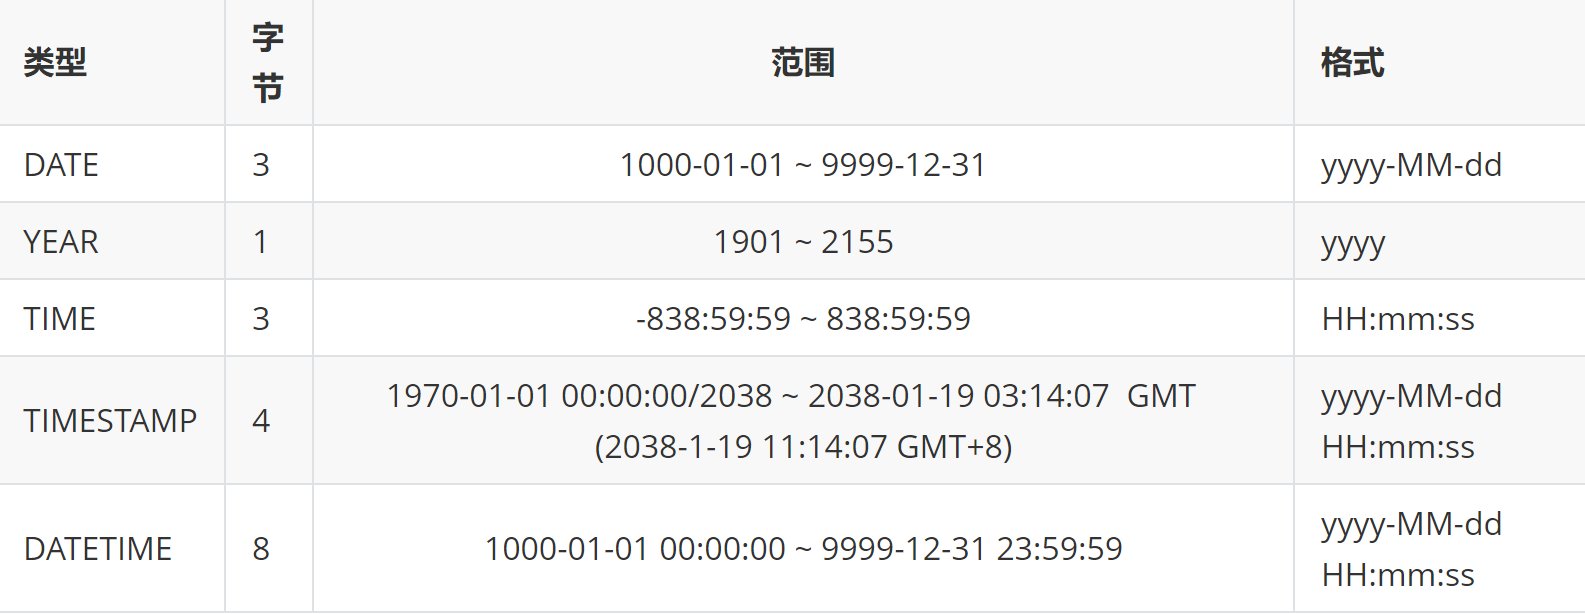 类型 字节 范围 格式
DATE 3 1000-01-01 ~ 9999-12-31 yyyy-MM-dd
YEAR 1 1901 ~ 2155 yyyy
TIME 3 -838:59:59 ~ 838:59:59 HH:mm:ss
TIMESTAMP 4 1970-01-01 00:00:00/2038 ~ 2038-01-19 03:14:07 GMT
(2038-1-19 11:14:07 GMT+8)
yyyy-MM-dd
HH:mm:ss
DATETIME 8 1000-01-01 00:00:00 ~ 9999-12-31 23:59:59
yyyy-MM-dd
HH:mm:ss